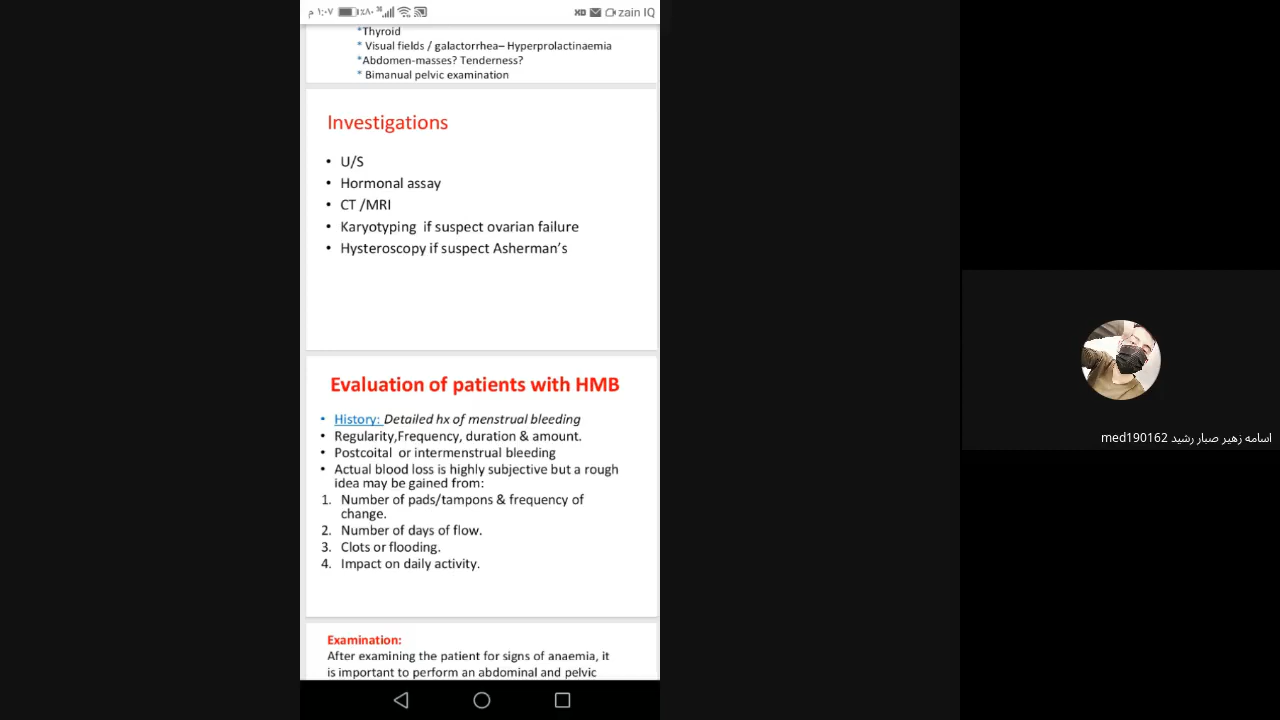 م ١:٠٧ ٪٨٠ zain IQ
*Thyroid
* Visual fields / galactorrhea– Hyperprolactinaemia
*Abdomen-masses? Tenderness?
* Bimanual pelvic examination
Investigations
• U/S
• Hormonal assay
• CT /MRI
• Karyotyping if suspect ovarian failure
• Hysteroscopy if suspect Asherman's
Evaluation of patients with HMB
• History: Detailed hx of menstrual bleeding
• Regularity,Frequency, duration & amount.
• Postcoital or intermenstrual bleeding
• Actual blood loss is highly subjective but a rough
idea may be gained from:
1. Number of pads/tampons & frequency of
change.
2. Number of days of flow.
3. Clots or flooding.
4. Impact on daily activity.
Examination:
After examining the patient for signs of anaemia, it
is important to perform an abdominal and pelvic
اسامه زهير صبار رشيد med190162